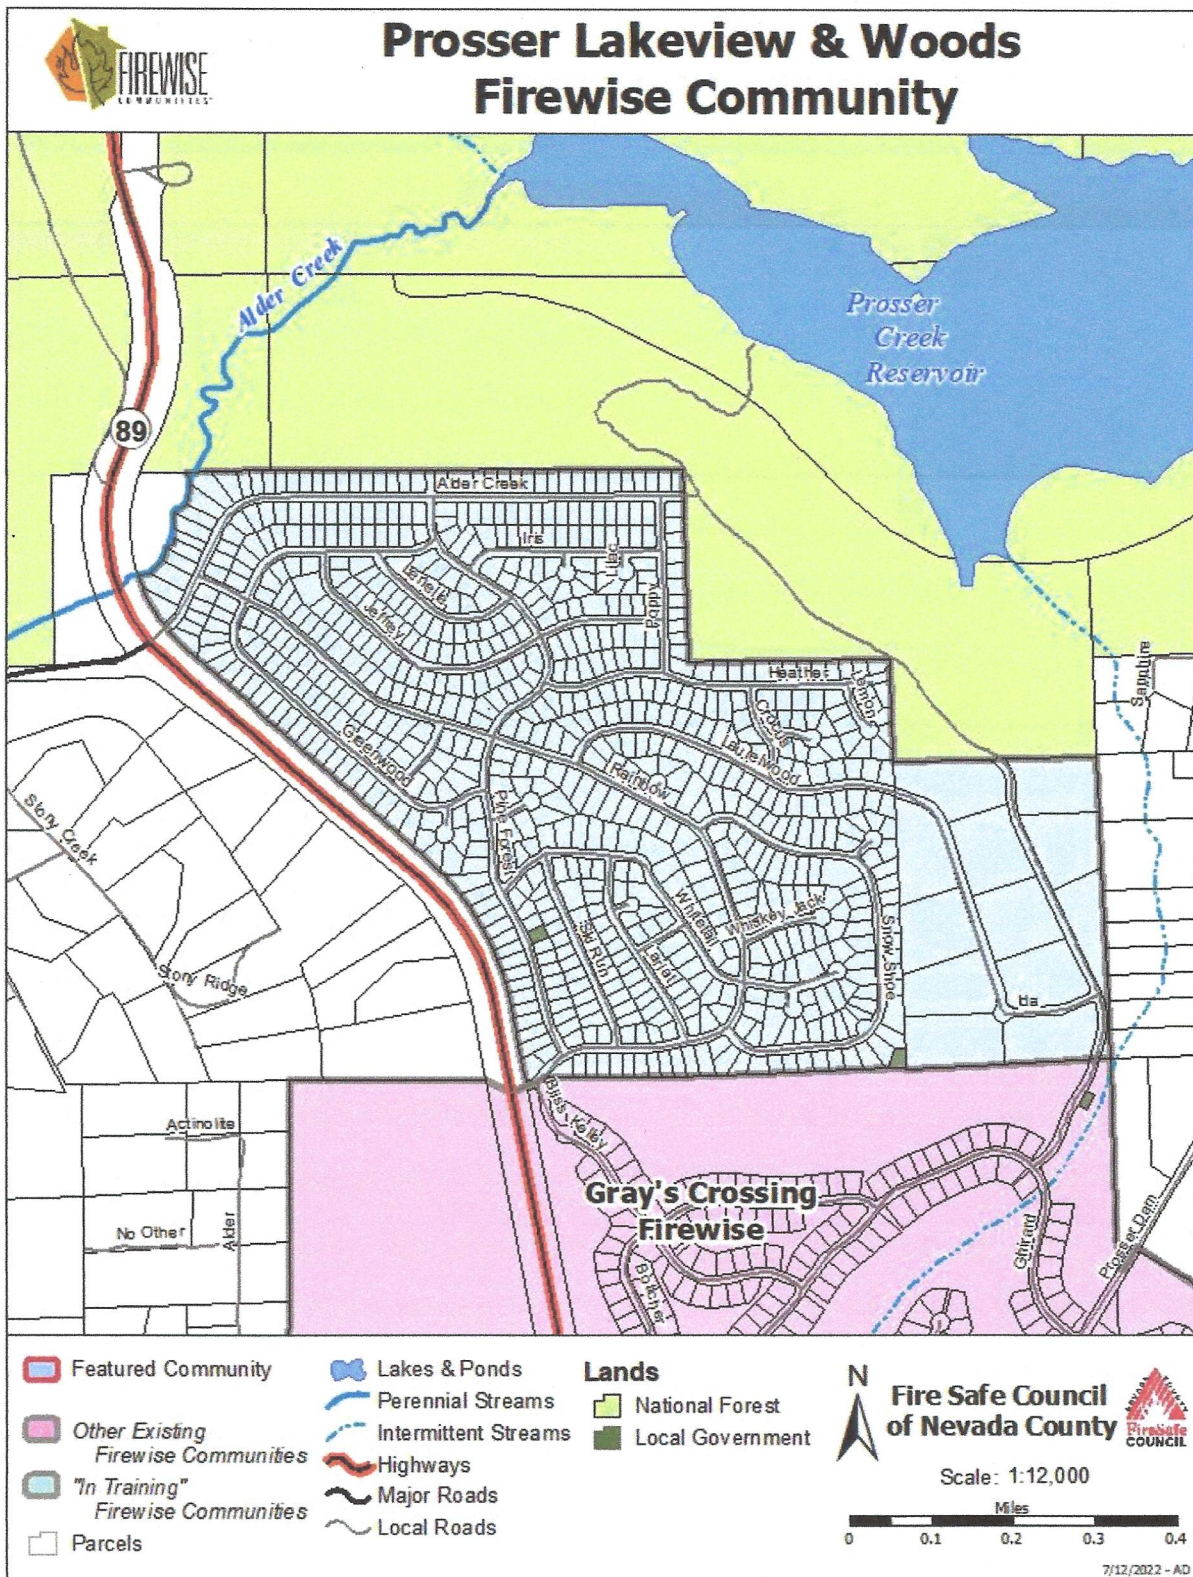 FIREWISE
COMMUNITIES
Prosser Lakeview & Woods
Firewise Community
Alder Creek
Prosser
Creek
Reservoir
89
Alder Creek
Iris
Lilac
Jeffrey
Poppy
Heather
Crocus
Laurelwood
Greenwood
Rainbow
Pine Forest
Sapphire
Stony Creek
Stony Ridge
Whitetail
Whiskey Jack
Ski Run
Snow Shoe
Actinolite
No Other
Alder
Bliss
Kelley
Gray's Crossing
Firewise
Ghirard
Prosser Dam
Featured Community
Other Existing
Firewise Communities
"In Training"
Firewise Communities
Parcels
Lakes & Ponds
Perennial Streams
Intermittent Streams
Highways
Major Roads
Local Roads
Lands
National Forest
Local Government
N
Fire Safe Council
of Nevada County
FireSafe
COUNCIL
Scale: 1:12,000
Miles
0 0.1 0.2 0.3 0.4
7/12/2022 - AD